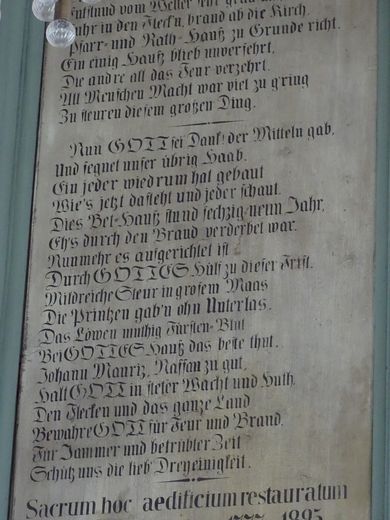 entstund vom Wetter sehr
fuhr in den Fleck'n, brand ab die Kirch.
Pfarr- und Rath-Hauß zu Grunde richt.
Ein einig Hauß blieb unversehrt,
Die andre all das Feur verzehrt.
All Menschen Macht war viel zu g'ring
Zu steuren diesem großen Ding.
Nun GOTT sei Dank! der Mitteln gab,
Und segnet unser übrig Haab.
Ein jeder wiedrum hat gebaut
Wie's jetzt dasteht und jeder schaut.
Dies Bet-Hauß stund sechzig neun Jahr,
Eh's durch den Brand verderbet war.
Nunmehr es aufgerichtet ist
Durch GOTTES Hülf zu dieser Frist.
Mildreiche Steur in großem Maas
Die Printzen gab'n ohn Unterlas.
Das Löwen muthig Fürsten-Blut
Bei GOTTES Hauß das beste thut.
Johann Mauriz, Nassau zu gut,
Halt GOTT in steter Wacht und Huth,
Den Flecken und das ganze Land
Bewahre GOTT für Feur und Brand.
Für Jammer und betrübter Zeit
Schütz uns die lieb' Dreyeinigkeit.
Sacrum hoc aedificium restauratum
1895